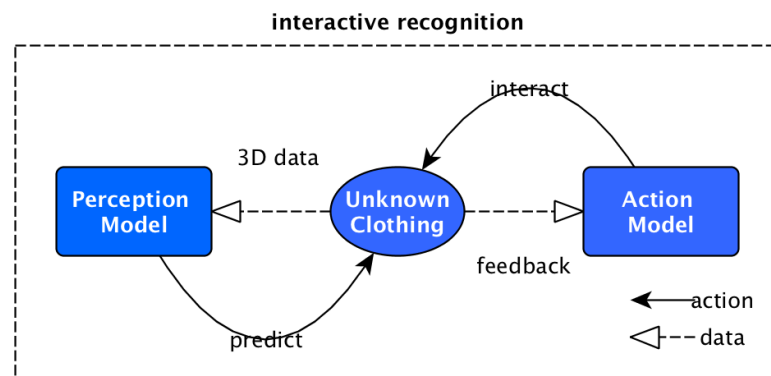 interactive recognition
interact
3D data
Perception
Model
Unknown
Clothing
Action
Model
feedback
predict
action
data